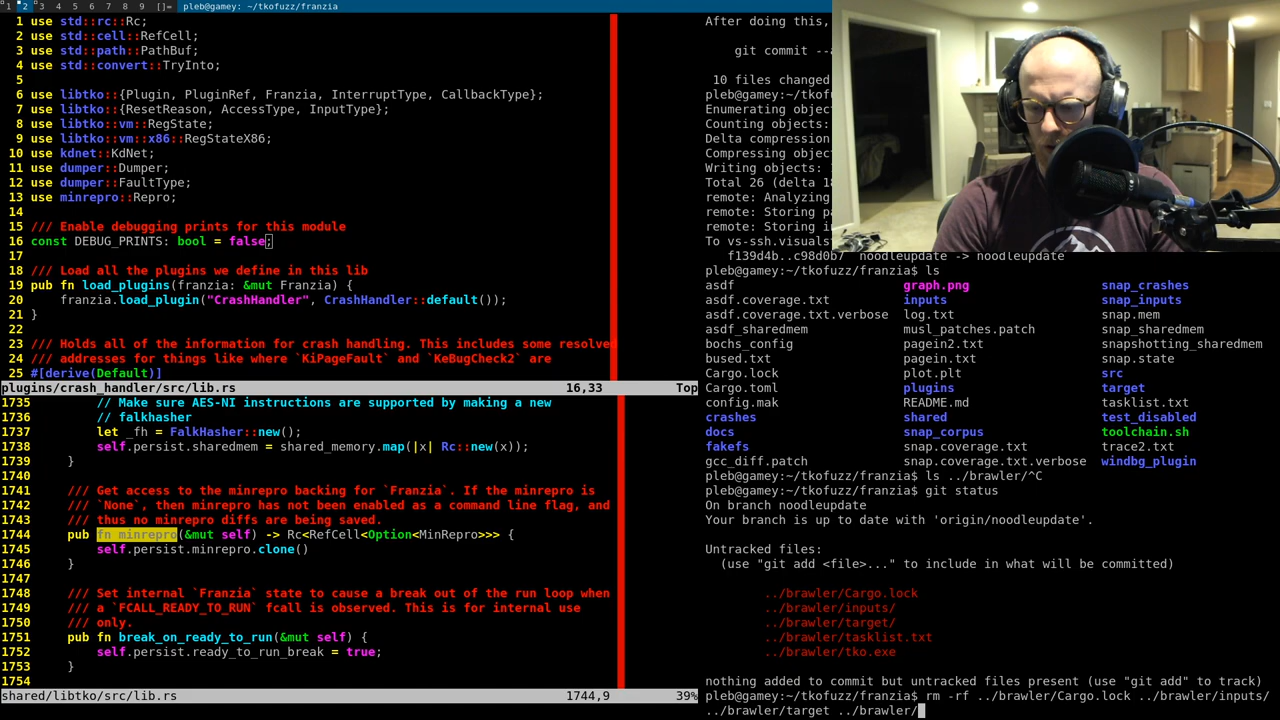 1 2 3 4 5 6 7 8 9 []= pleb@gamey: ~/tkofuzz/franzia
1 use std::rc::Rc;
2 use std::cell::RefCell;
3 use std::path::PathBuf;
4 use std::convert::TryInto;
5
6 use libtko::{Plugin, PluginRef, Franzia, InterruptType, CallbackType};
7 use libtko::{ResetReason, AccessType, InputType};
8 use libtko::vm::RegState;
9 use libtko::vm::x86::RegStateX86;
10 use kdnet::KdNet;
11 use dumper::Dumper;
12 use dumper::FaultType;
13 use minrepro::Repro;
14
15 /// Enable debugging prints for this module
16 const DEBUG_PRINTS: bool = false;
17
18 /// Load all the plugins we define in this lib
19 pub fn load_plugins(franzia: &mut Franzia) {
20     franzia.load_plugin("CrashHandler", CrashHandler::default());
21 }
22
23 /// Holds all of the information for crash handling. This includes some resolved
24 /// addresses for things like where `KiPageFault` and `KeBugCheck2` are
25 #[derive(Default)]
plugins/crash_handler/src/lib.rs 16,33 Top
1735         // Make sure AES-NI instructions are supported by making a new
1736         // falkhasher
1737         let _fh = FalkHasher::new();
1738         self.persist.sharedmem = shared_memory.map(|x| Rc::new(x));
1739     }
1740
1741     /// Get access to the minrepro backing for `Franzia`. If the minrepro is
1742     /// `None`, then minrepro has not been enabled as a command line flag, and
1743     /// thus no minrepro diffs are being saved.
1744     pub fn minrepro(&mut self) -> Rc<RefCell<Option<MinRepro>>> {
1745         self.persist.minrepro.clone()
1746     }
1747
1748     /// Set internal `Franzia` state to cause a break out of the run loop when
1749     /// a `FCALL_READY_TO_RUN` fcall is observed. This is for internal use
1750     /// only.
1751     pub fn break_on_ready_to_run(&mut self) {
1752         self.persist.ready_to_run_break = true;
1753     }
1754
shared/libtko/src/lib.rs 1744,9 39%
After doing this,
git commit --a
10 files changed
pleb@gamey:~/tkofu
Enumerating objec
Counting objects:
Delta compression
Compressing objec
Writing objects:
Total 26 (delta 18
remote: Analyzing
remote: Storing pa
remote: Storing in
To vs-ssh.visuals
f139d4b..c98d0b7  noodleupdate -> noodleupdate
pleb@gamey:~/tkofuzz/franzia$ ls
asdf graph.png snap_crashes
asdf.coverage.txt inputs snap_inputs
asdf.coverage.txt.verbose log.txt snap.mem
asdf_sharedmem musl_patches.patch snap_sharedmem
bochs_config pagein2.txt snapshotting_sharedmem
bused.txt pagein.txt snap.state
Cargo.lock plot.plt src
Cargo.toml plugins target
config.mak README.md tasklist.txt
crashes shared test_disabled
docs snap_corpus toolchain.sh
fakefs snap.coverage.txt trace2.txt
gcc_diff.patch snap.coverage.txt.verbose windbg_plugin
pleb@gamey:~/tkofuzz/franzia$ ls ../brawler/^C
pleb@gamey:~/tkofuzz/franzia$ git status
On branch noodleupdate
Your branch is up to date with 'origin/noodleupdate'.
Untracked files:
(use "git add <file>..." to include in what will be committed)
../brawler/Cargo.lock
../brawler/inputs/
../brawler/target/
../brawler/tasklist.txt
../brawler/tko.exe
nothing added to commit but untracked files present (use "git add" to track)
pleb@gamey:~/tkofuzz/franzia$ rm -rf ../brawler/Cargo.lock ../brawler/inputs/
../brawler/target ../brawler/